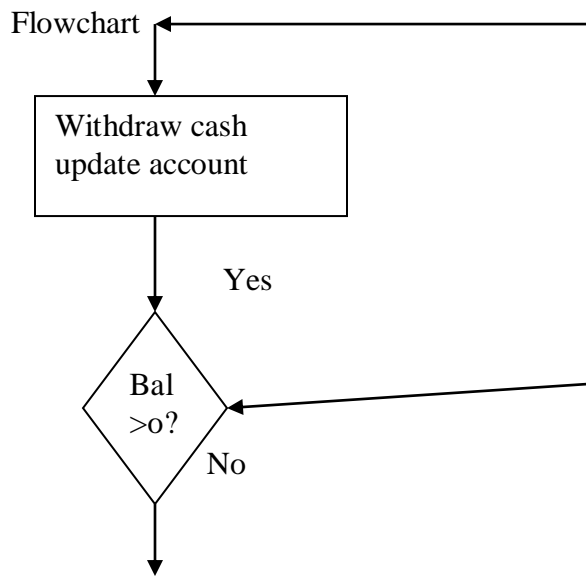 Flowchart
Withdraw cash
update account
Yes
Bal
>o?
No